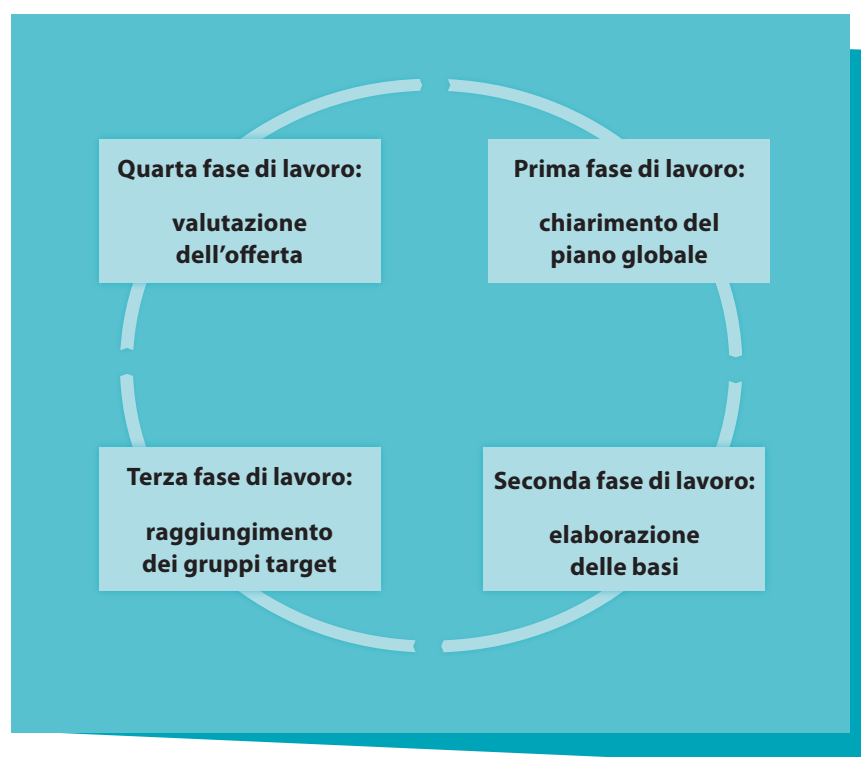 Quarta fase di lavoro:
valutazione
dell’offerta
Prima fase di lavoro:
chiarimento del
piano globale
Terza fase di lavoro:
raggiungimento
dei gruppi target
Seconda fase di lavoro:
elaborazione
delle basi